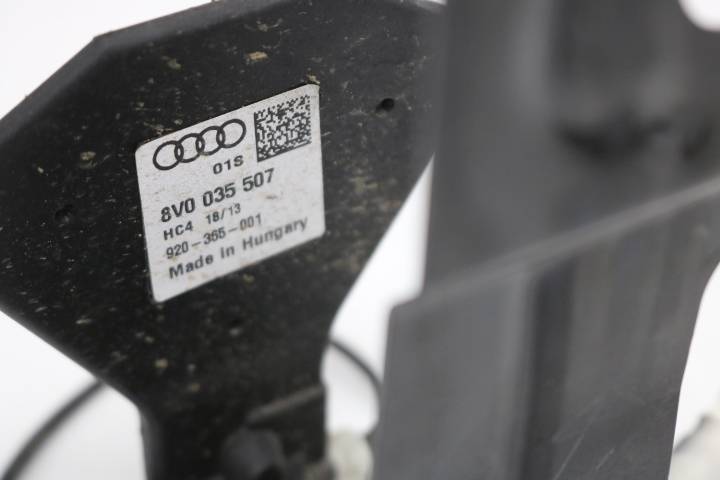 01S
8V0 035 507
HC4 18/13
920-365-001
Made in Hungary